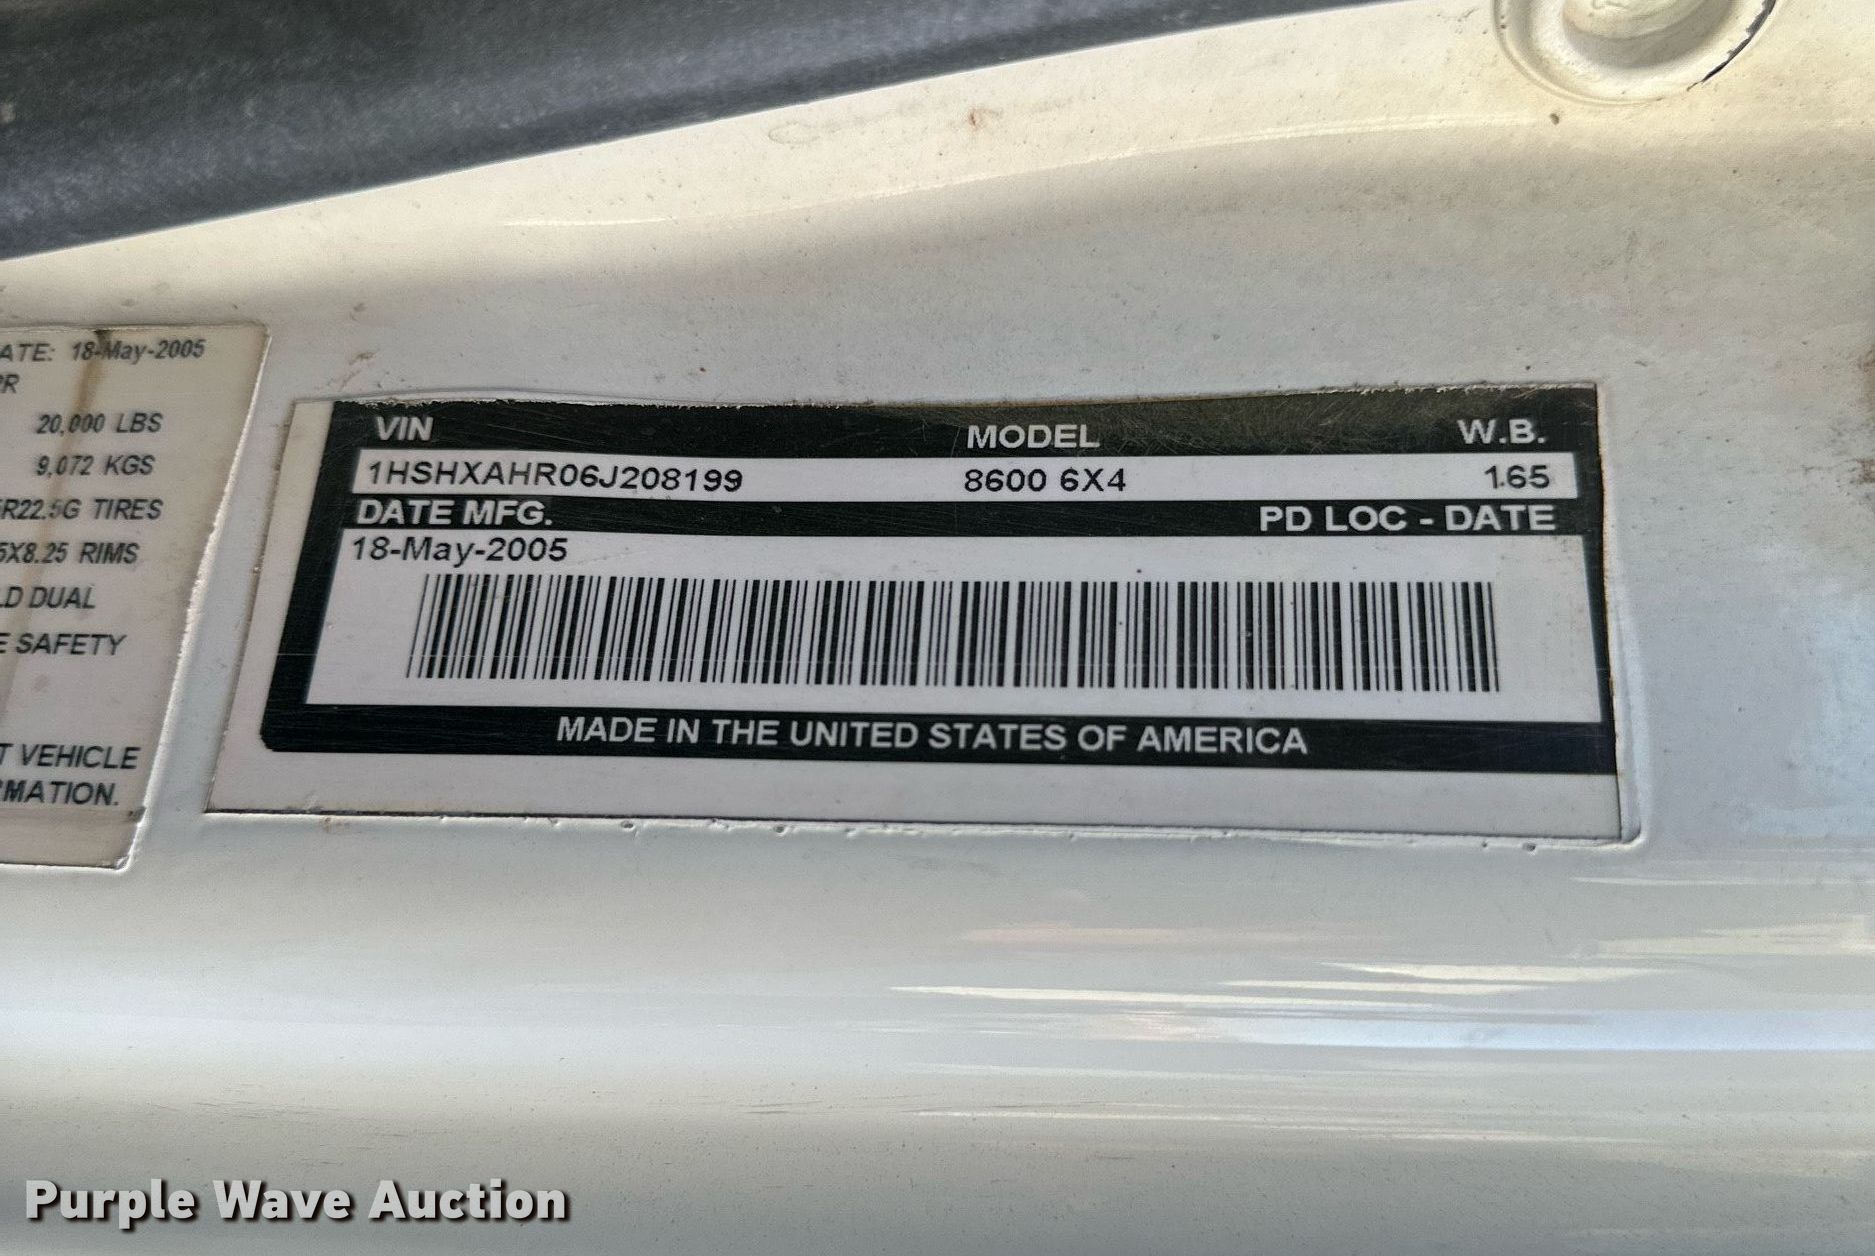 ATE: 18-May-2005
20,000 LBS
9,072 KGS
R22.5G TIRES
5X8.25 RIMS
LD DUAL
E SAFETY
T VEHICLE
RMATION.
VIN MODEL W.B.
1HSHXAHR06J208199 8600 6X4 165
DATE MFG. PD LOC - DATE
18-May-2005
MADE IN THE UNITED STATES OF AMERICA
Purple Wave Auction